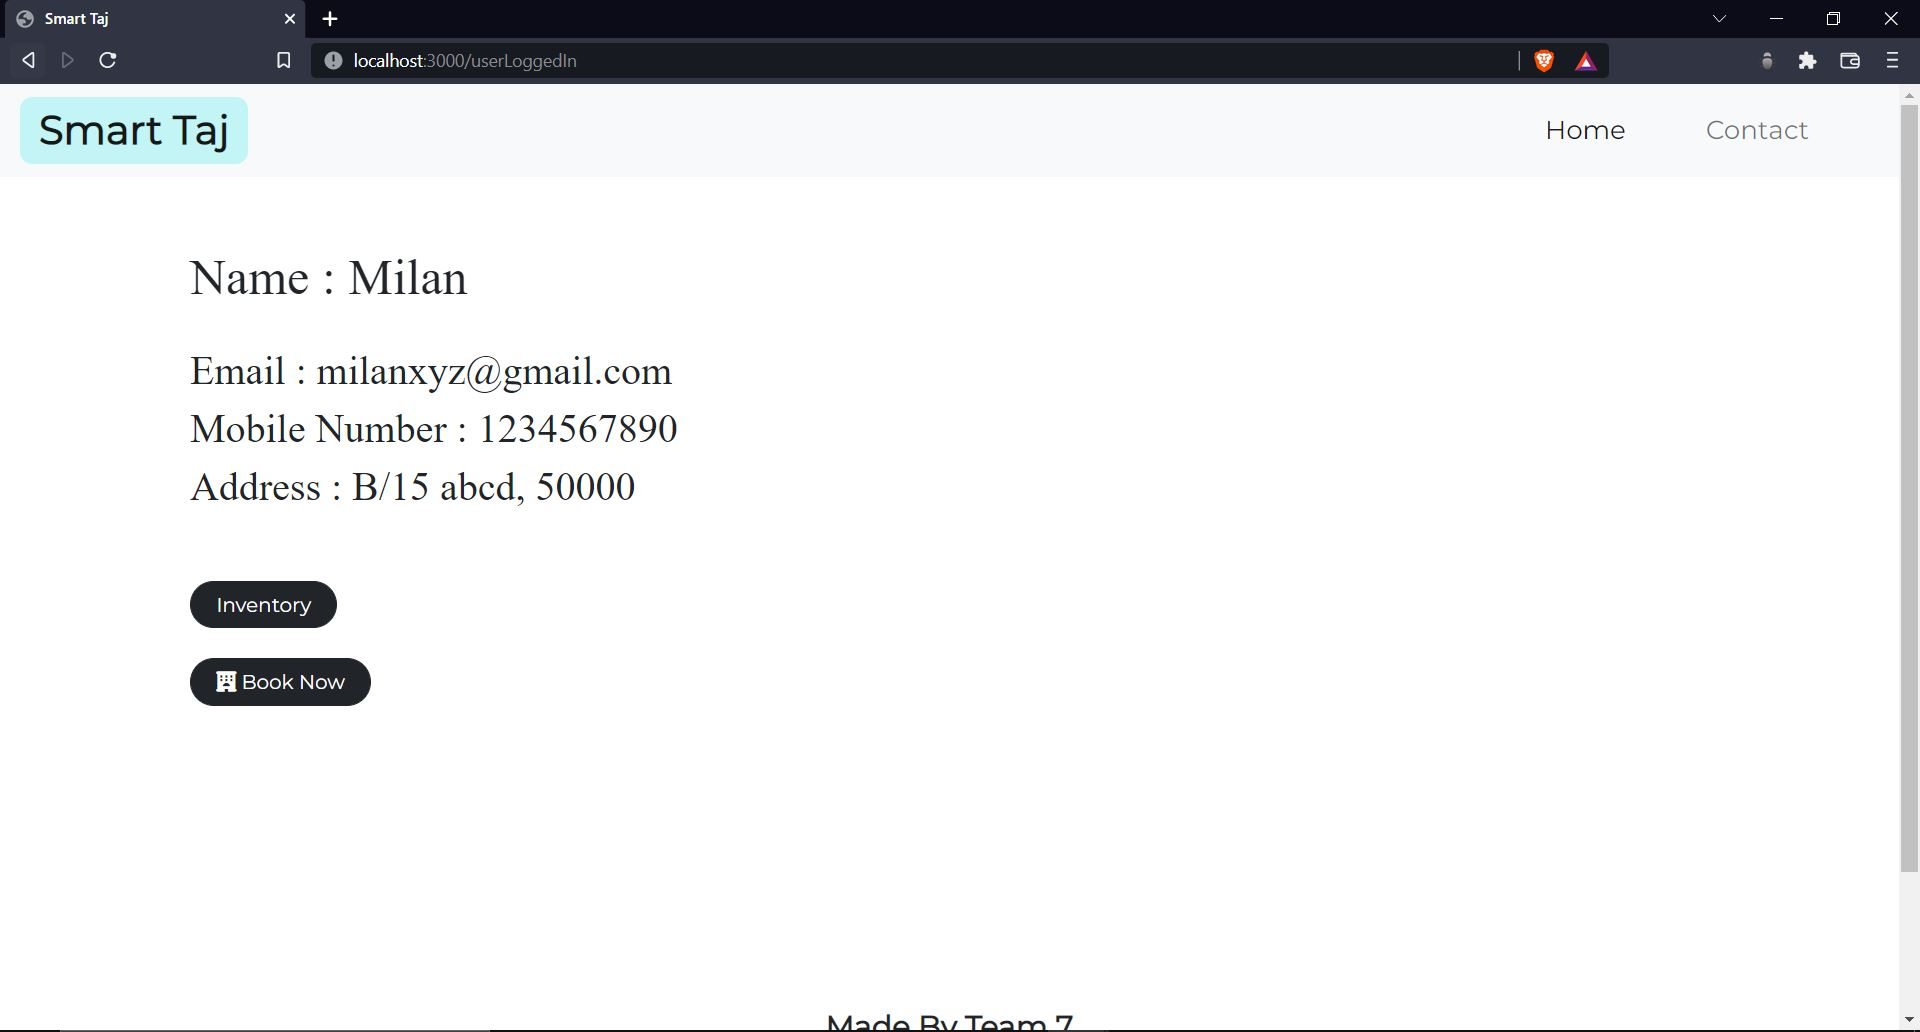 Smart Taj
localhost:3000/userLoggedIn
Smart Taj
Home
Contact
Name : Milan
Email : milanxyz@gmail.com
Mobile Number : 1234567890
Address : B/15 abcd, 50000
Inventory
Book Now
Made By Team 7